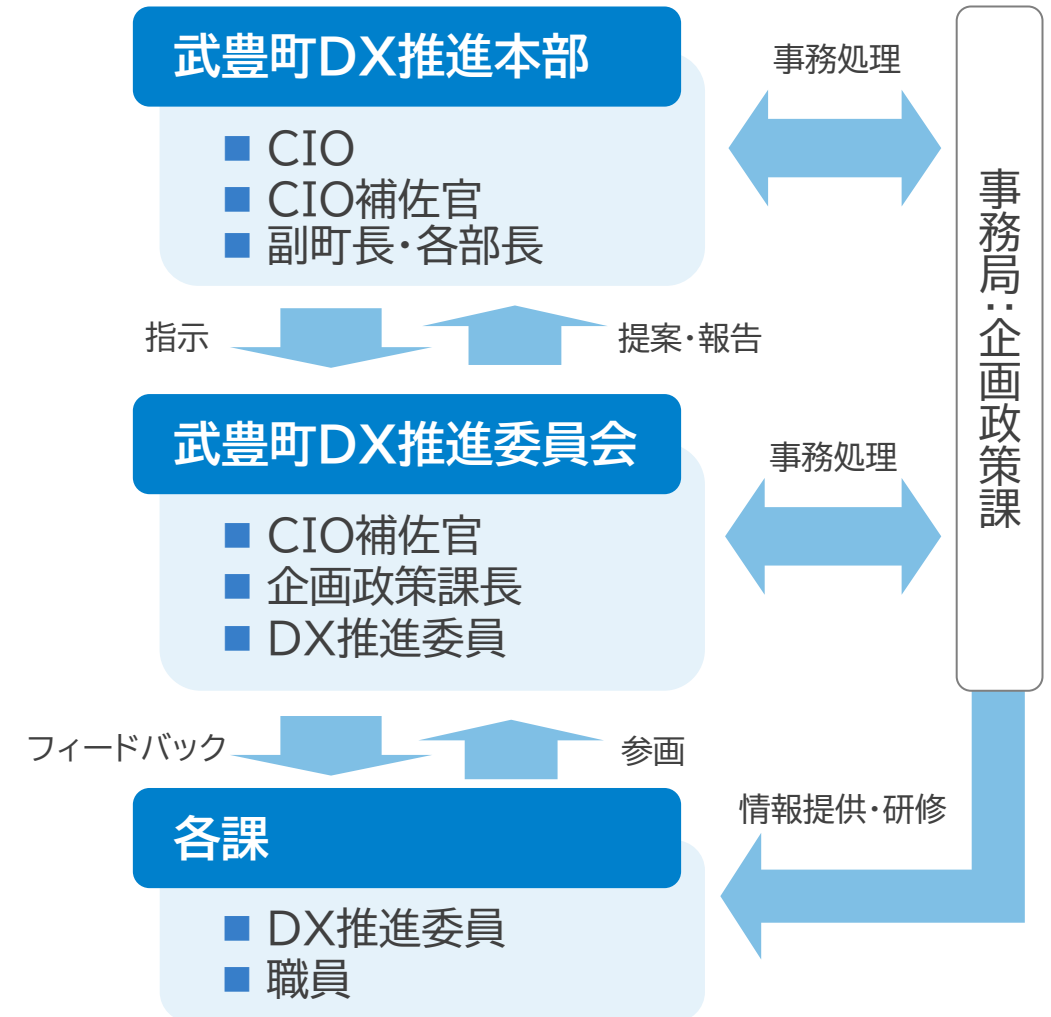 武豊町DX推進本部
■ CIO
■ CIO補佐官
■ 副町長・各部長
事務処理
事務局：企画政策課
指示
提案・報告
武豊町DX推進委員会
■ CIO補佐官
■ 企画政策課長
■ DX推進委員
事務処理
フィードバック
参画
各課
■ DX推進委員
■ 職員
情報提供・研修